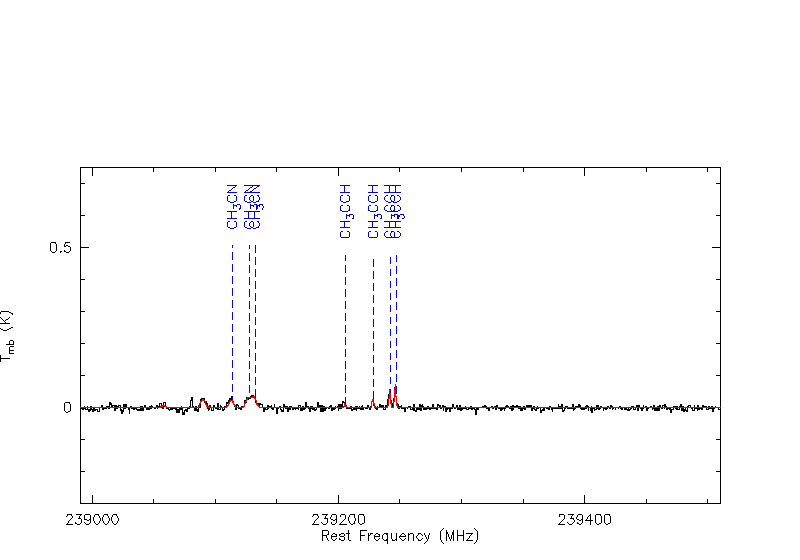 CH3CN
CH3CN
CH3CN
CH3CCH
CH3CCH
CH3CCH
CH3CCH
0.5
0
Tmb (K)
239000 239200 239400
Rest Frequency (MHz)